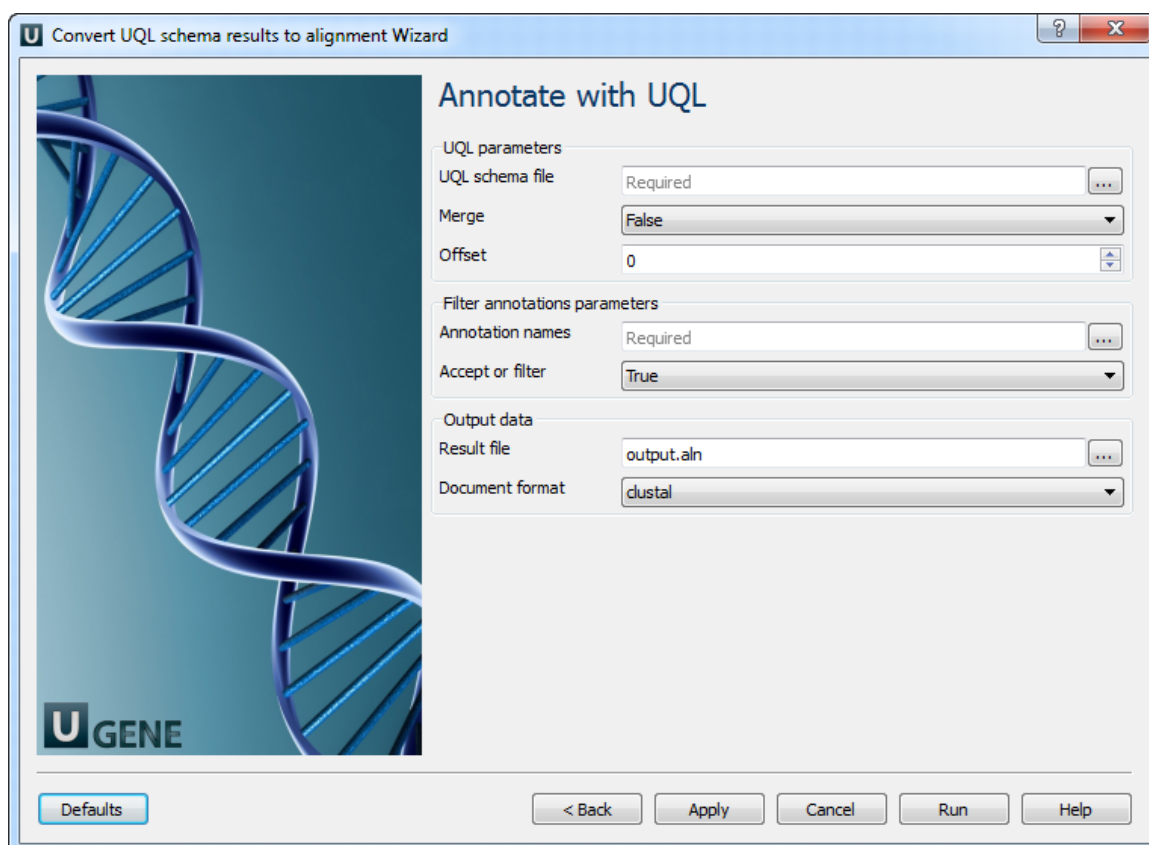 U Convert UQL schema results to alignment Wizard
? X
Annotate with UQL
UQL parameters
UQL schema file Required ...
Merge False
Offset 0
Filter annotations parameters
Annotation names Required ...
Accept or filter True
Output data
Result file output.aln ...
Document format clustal
U GENE
Defaults < Back Apply Cancel Run Help